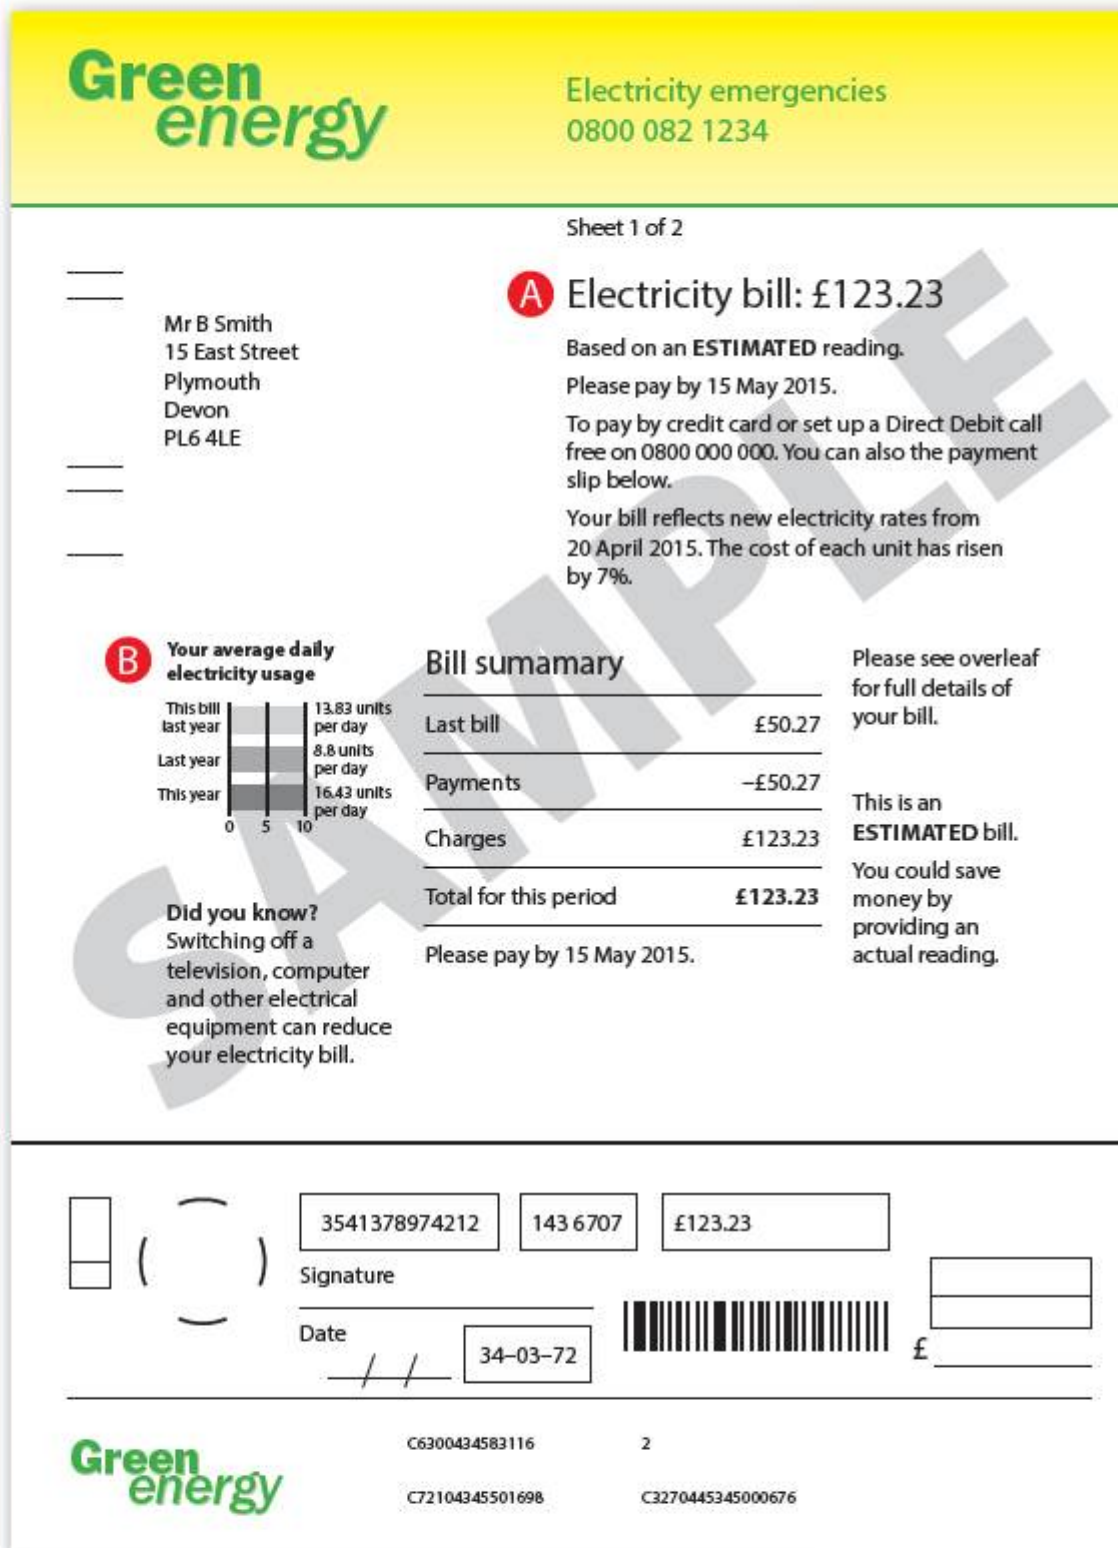 Green
energy
Electricity emergencies
0800 082 1234
Sheet 1 of 2
Mr B Smith
15 East Street
Plymouth
Devon
PL6 4LE
A
Electricity bill: £123.23
Based on an ESTIMATED reading.
Please pay by 15 May 2015.
To pay by credit card or set up a Direct Debit call
free on 0800 000 000. You can also the payment
slip below.
Your bill reflects new electricity rates from
20 April 2015. The cost of each unit has risen
by 7%.
SAMPLE
B
Your average daily
electricity usage
This bill
last year
13.83 units
per day
Last year
8.8 units
per day
This year
16.43 units
per day
0 5 10
Did you know?
Switching off a
television, computer
and other electrical
equipment can reduce
your electricity bill.
Bill sumamary
Last bill £50.27
Payments –£50.27
Charges £123.23
Total for this period £123.23
Please pay by 15 May 2015.
Please see overleaf
for full details of
your bill.
This is an
ESTIMATED bill.
You could save
money by
providing an
actual reading.
3541378974212 143 6707 £123.23
Signature
Date
/ /
34–03–72
£
Green
energy
C6300434583116 2
C72104345501698 C3270445345000676